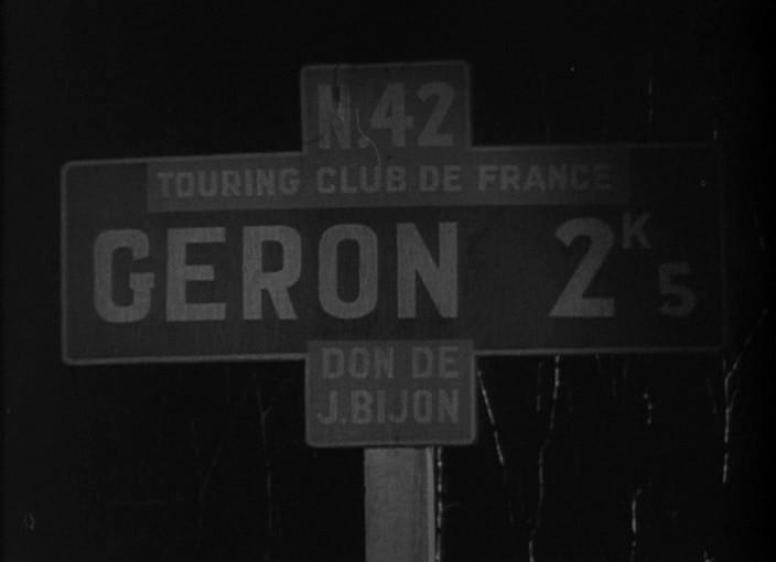 N.42
TOURING CLUB DE FRANCE
GERON 2K5
DON DE
J.BIJON